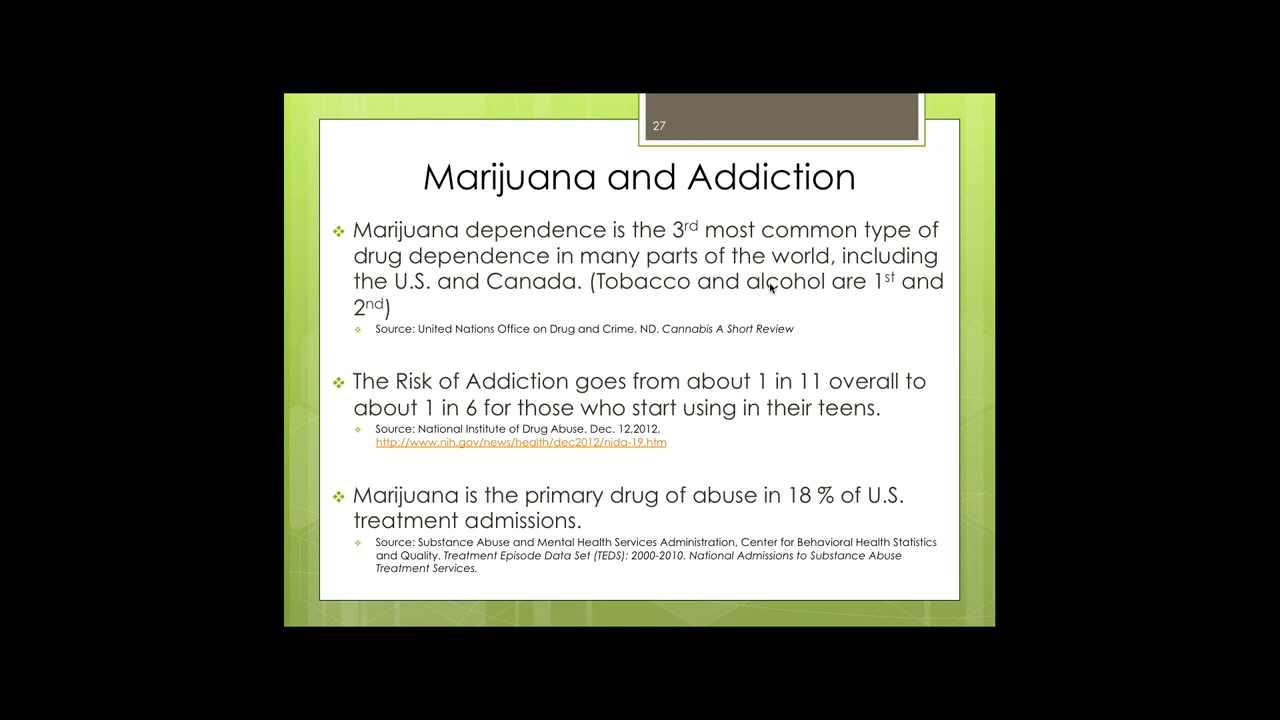 27
Marijuana and Addiction
Marijuana dependence is the 3rd most common type of
drug dependence in many parts of the world, including
the U.S. and Canada. (Tobacco and alcohol are 1st and
2nd)
Source: United Nations Office on Drug and Crime. ND. Cannabis A Short Review
The Risk of Addiction goes from about 1 in 11 overall to
about 1 in 6 for those who start using in their teens.
Source: National Institute of Drug Abuse. Dec. 12,2012.
http://www.nih.gov/news/health/dec2012/nida-19.htm
Marijuana is the primary drug of abuse in 18 % of U.S.
treatment admissions.
Source: Substance Abuse and Mental Health Services Administration, Center for Behavioral Health Statistics
and Quality. Treatment Episode Data Set (TEDS): 2000-2010. National Admissions to Substance Abuse
Treatment Services.